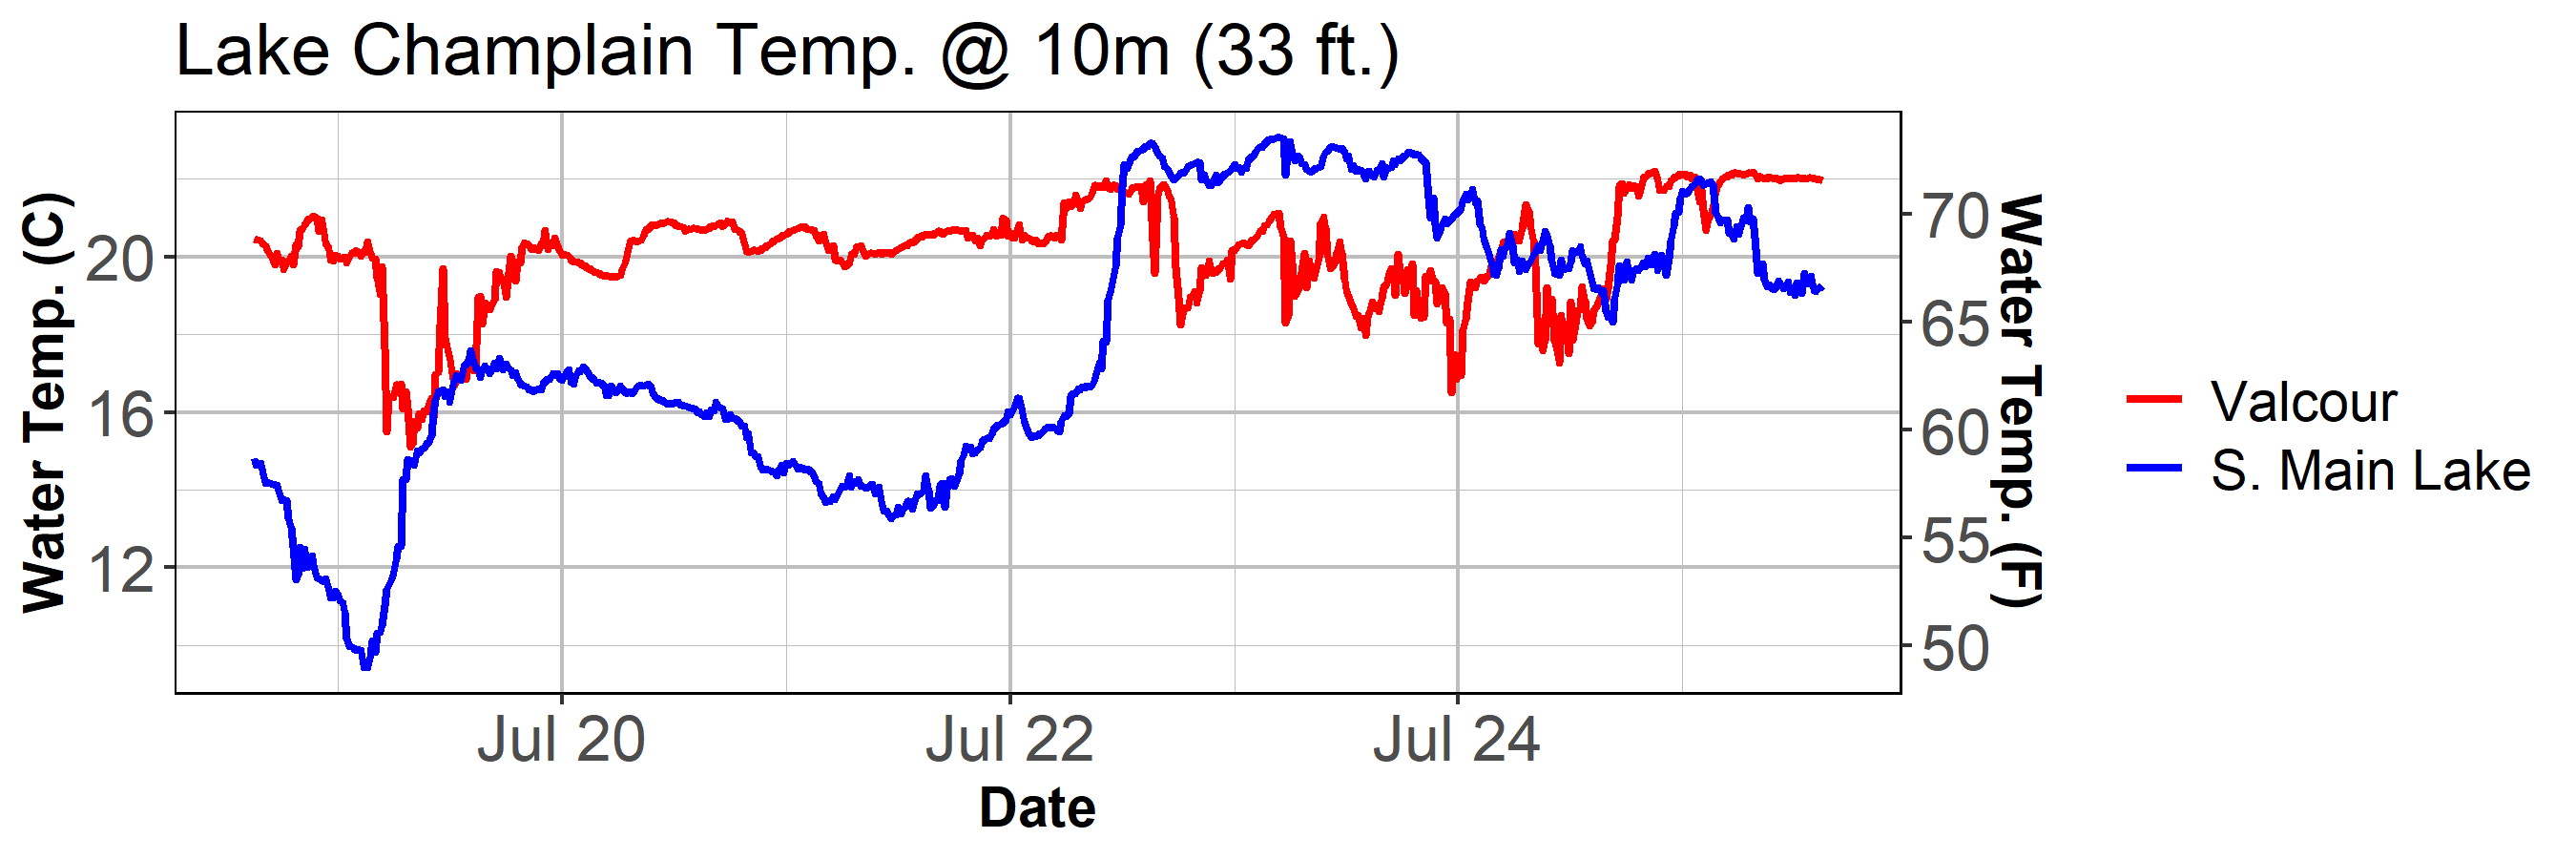 Lake Champlain Temp. @ 10m (33 ft.)
Water Temp. (C)
20
16
12
70
65
60
55
50
Water Temp. (F)
Jul 20
Jul 22
Jul 24
Date
Valcour
S. Main Lake